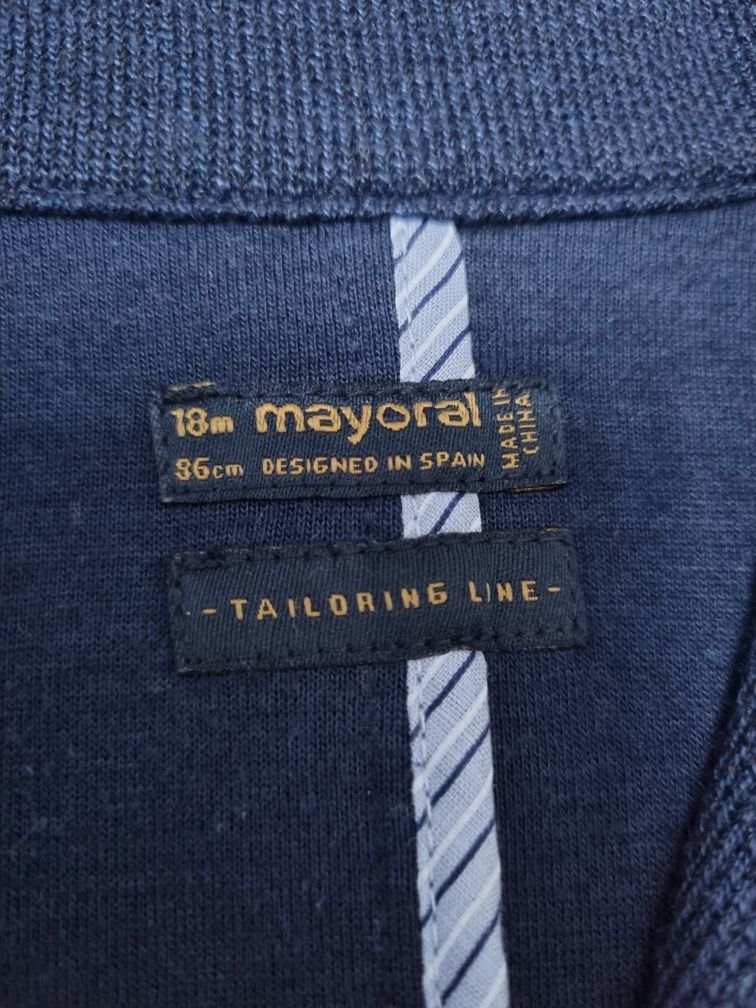 18m mayoral
86cm DESIGNED IN SPAIN
MADE IN
CHINA
- TAILORING LINE -